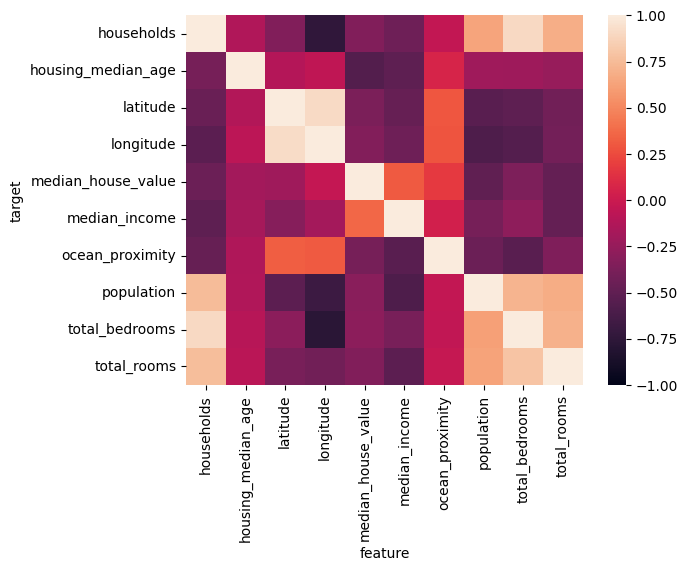 households
housing_median_age
latitude
longitude
median_house_value
median_income
ocean_proximity
population
total_bedrooms
total_rooms
target
households
housing_median_age
latitude
longitude
median_house_value
median_income
ocean_proximity
population
total_bedrooms
total_rooms
feature
1.00
0.75
0.50
0.25
0.00
−0.25
−0.50
−0.75
−1.00